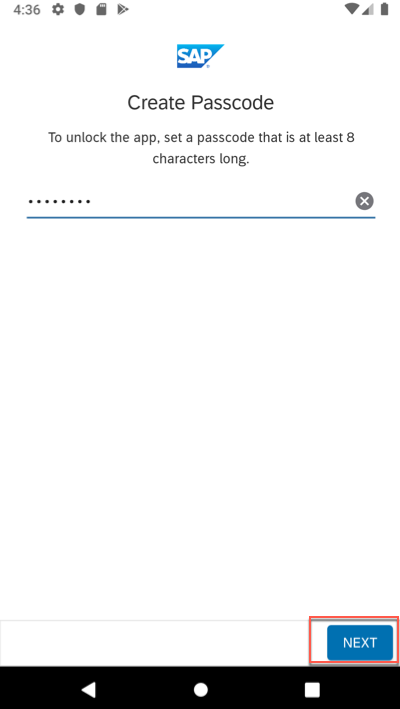 4:36
SAP
Create Passcode
To unlock the app, set a passcode that is at least 8
characters long.
••••••••
NEXT